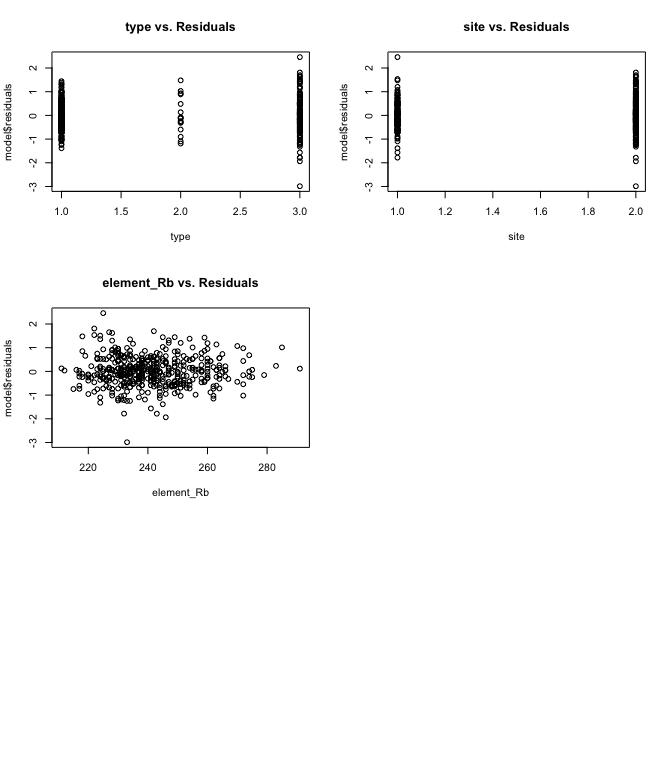 type vs. Residuals
model$residuals
2
1
0
-1
-2
-3
1.0 1.5 2.0 2.5 3.0
type
site vs. Residuals
model$residuals
2
1
0
-1
-2
-3
1.0 1.2 1.4 1.6 1.8 2.0
site
element_Rb vs. Residuals
model$residuals
2
1
0
-1
-2
-3
220 240 260 280
element_Rb